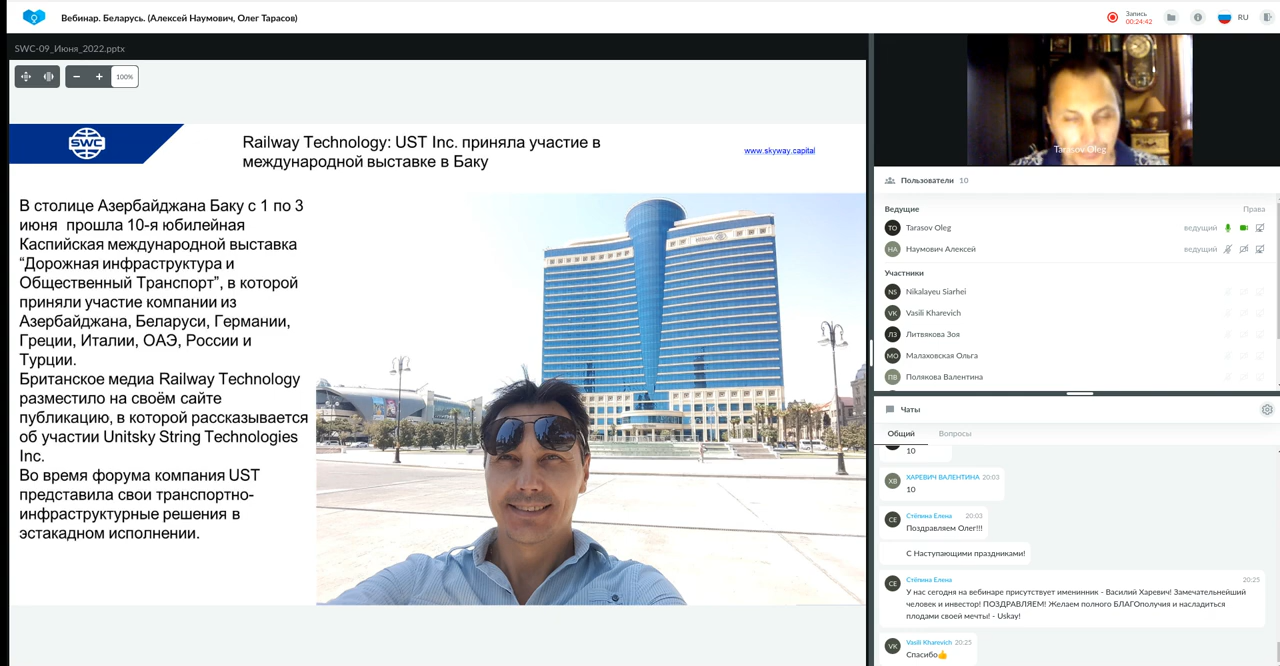 Вебинар. Беларусь. (Алексей Наумович, Олег Тарасов)
Запись
00:24:42
RU
SWC-09_Июня_2022.pptx
100%
SWC
Railway Technology: UST Inc. приняла участие в
международной выставке в Баку
www.skyway.capital
В столице Азербайджана Баку с 1 по 3
июня прошла 10-я юбилейная
Каспийская международная выставка
“Дорожная инфраструктура и
Общественный Транспорт”, в которой
приняли участие компании из
Азербайджана, Беларуси, Германии,
Греции, Италии, ОАЭ, России и
Турции.
Британское медиа Railway Technology
разместило на своём сайте
публикацию, в которой рассказывается
об участии Unitsky String Technologies
Inc.
Во время форума компания UST
представила свои транспортно-
инфраструктурные решения в
эстакадном исполнении.
Tarasov Oleg
Пользователи 10
Ведущие Права
TO Tarasov Oleg ведущий
НА Наумович Алексей ведущий
Участники
NS Nikalayeu Siarhei
VK Vasili Kharevich
ЛЗ Литвякова Зоя
МО Малаховская Ольга
ПВ Полякова Валентина
Чаты
Общий Вопросы
10
ХВ ХАРЕВИЧ ВАЛЕНТИНА 20:03
10
СЕ Стёпина Елена 20:03
Поздравляем Олег!!!
С Наступающими праздниками!
СЕ Стёпина Елена 20:25
У нас сегодня на вебинаре присутствует именинник - Василий Харевич! Замечательнейший
человек и инвестор! ПОЗДРАВЛЯЕМ! Желаем полного БЛАГОполучия и насладиться
плодами своей мечты! - Uskay!
VK Vasili Kharevich 20:25
Спасибо👍